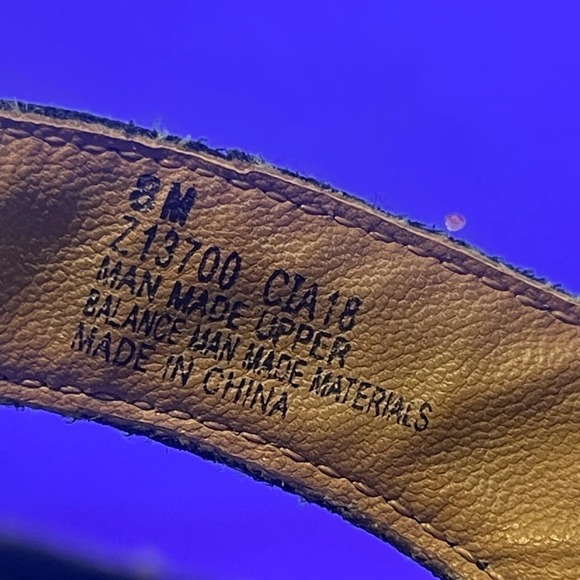 8M
Z13700 CIA18
MAN MADE UPPER
BALANCE MAN MADE MATERIALS
MADE IN CHINA